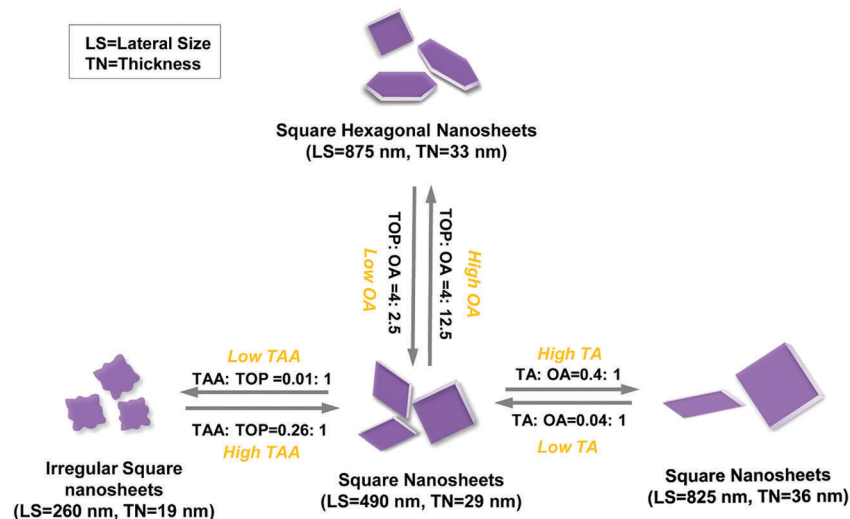 LS=Lateral Size
TN=Thickness
Square Hexagonal Nanosheets
(LS=875 nm, TN=33 nm)
Low OA
TOP: OA =4: 2.5
TOP: OA =4: 12.5
High OA
Low TAA
TAA: TOP =0.01: 1
TAA: TOP=0.26: 1
High TAA
High TA
TA: OA=0.4: 1
TA: OA=0.04: 1
Low TA
Irregular Square
nanosheets
(LS=260 nm, TN=19 nm)
Square Nanosheets
(LS=490 nm, TN=29 nm)
Square Nanosheets
(LS=825 nm, TN=36 nm)